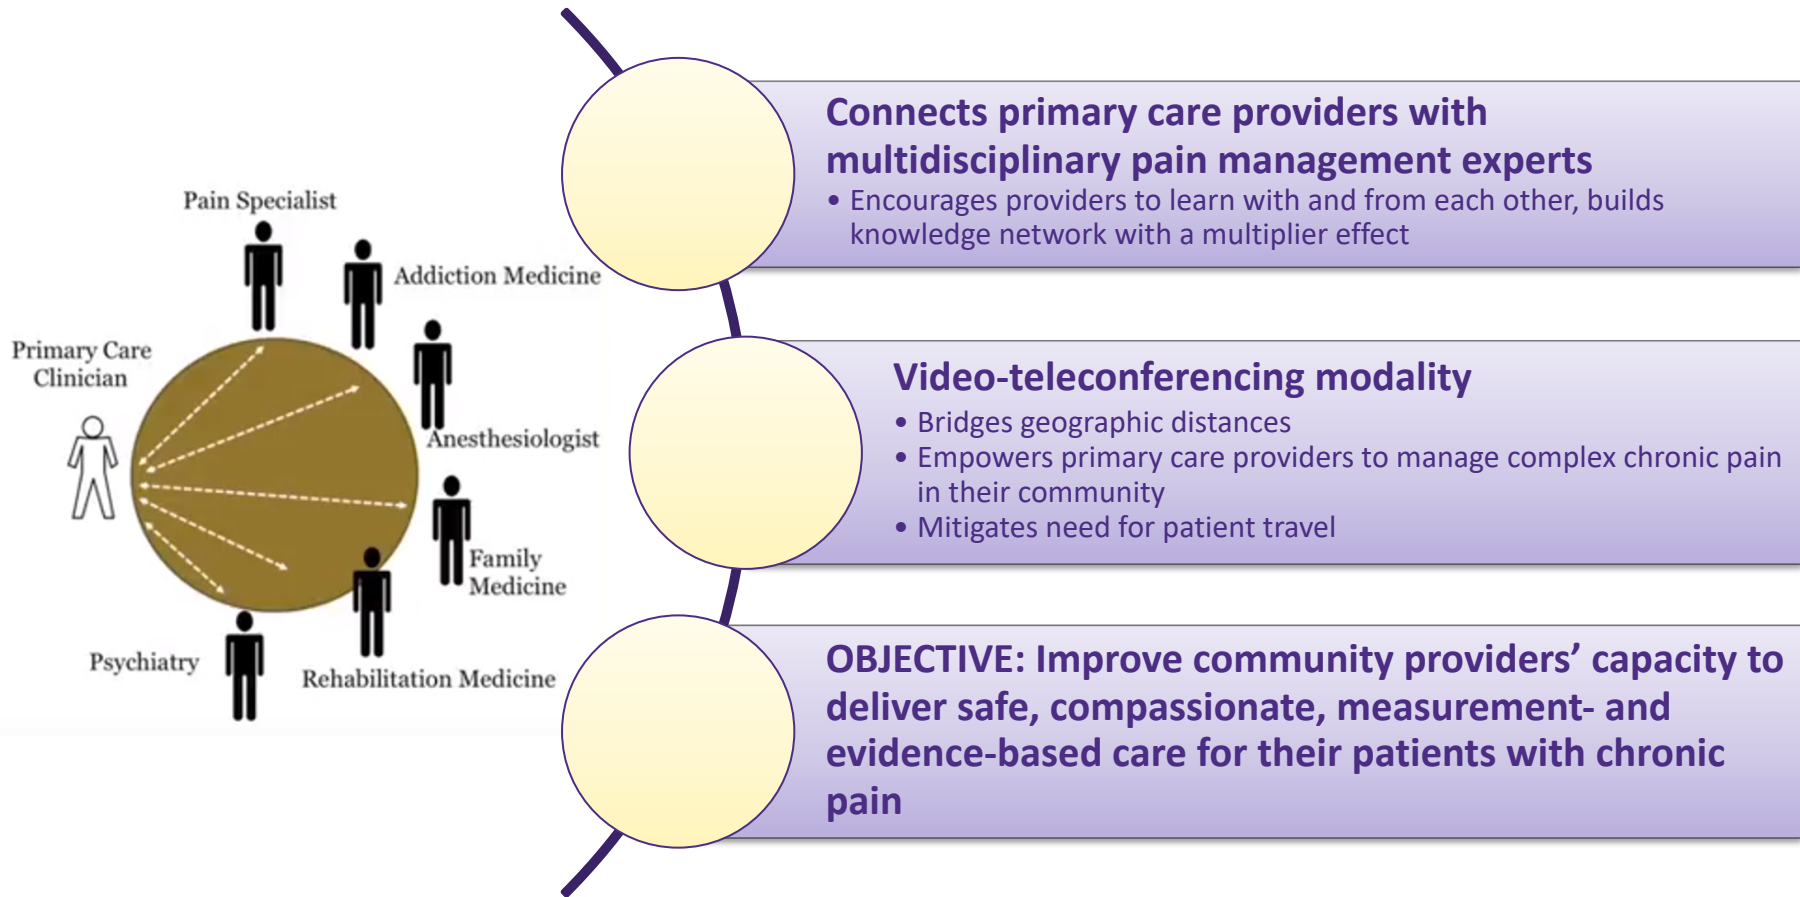 Pain Specialist
Addiction Medicine
Primary Care
Clinician
Anesthesiologist
Family
Medicine
Psychiatry
Rehabilitation Medicine
Connects primary care providers with
multidisciplinary pain management experts
• Encourages providers to learn with and from each other, builds
knowledge network with a multiplier effect
Video-teleconferencing modality
• Bridges geographic distances
• Empowers primary care providers to manage complex chronic pain
in their community
• Mitigates need for patient travel
OBJECTIVE: Improve community providers’ capacity to
deliver safe, compassionate, measurement- and
evidence-based care for their patients with chronic
pain